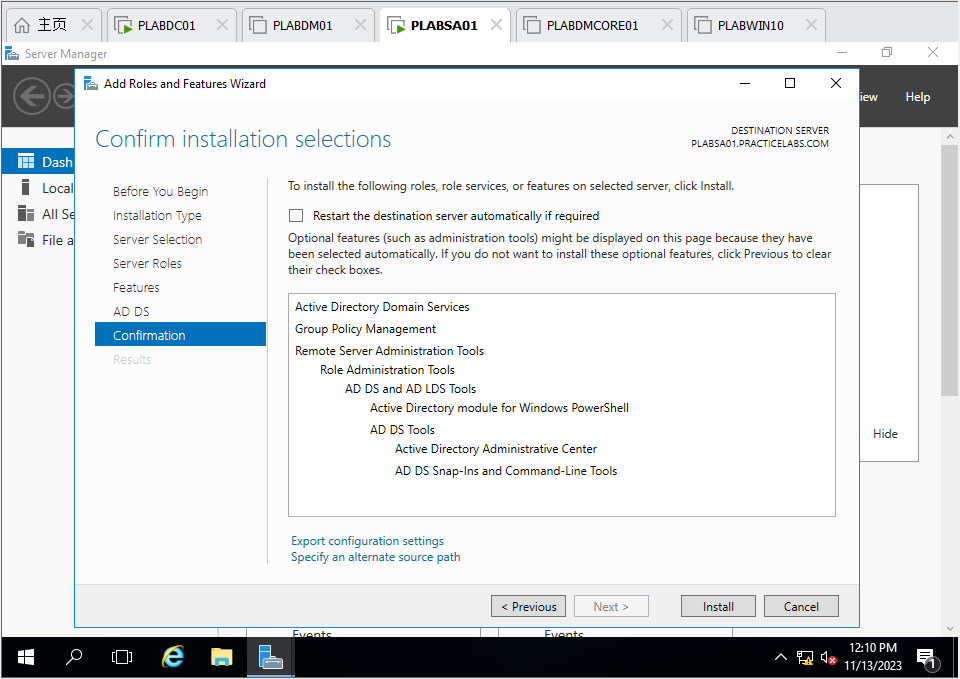 主页
PLABDC01
PLABDM01
PLABSA01
PLABDMCORE01
PLABWIN10
Server Manager
Add Roles and Features Wizard
iew
Help
Confirm installation selections
DESTINATION SERVER
PLABSA01.PRACTICELABS.COM
Dash
Local
All Se
File a
Before You Begin
Installation Type
Server Selection
Server Roles
Features
AD DS
Confirmation
Results
To install the following roles, role services, or features on selected server, click Install.
Restart the destination server automatically if required
Optional features (such as administration tools) might be displayed on this page because they have
been selected automatically. If you do not want to install these optional features, click Previous to clear
their check boxes.
Active Directory Domain Services
Group Policy Management
Remote Server Administration Tools
Role Administration Tools
AD DS and AD LDS Tools
Active Directory module for Windows PowerShell
AD DS Tools
Active Directory Administrative Center
AD DS Snap-Ins and Command-Line Tools
Hide
Export configuration settings
Specify an alternate source path
< Previous
Next >
Install
Cancel
Events
Events
12:10 PM
11/13/2023
1